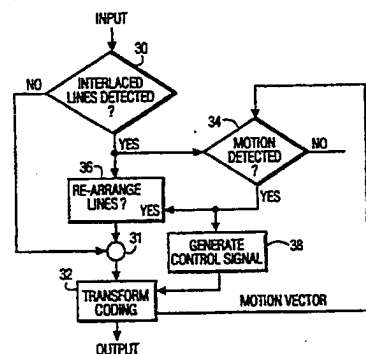 INPUT
30
NO
INTERLACED
LINES DETECTED
?
34
YES
MOTION
DETECTED
?
NO
36
RE-ARRANGE
LINES?
YES
YES
31
GENERATE
CONTROL SIGNAL
38
32
TRANSFORM
CODING
MOTION VECTOR
OUTPUT